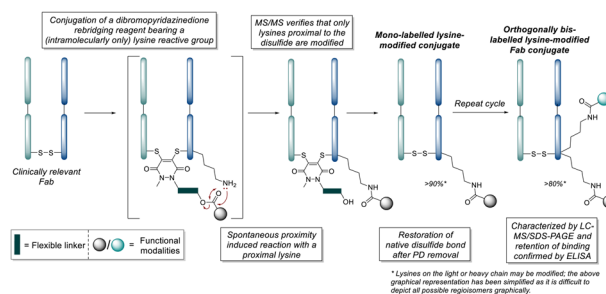 Conjugation of a dibromopyridazinedione
rebridging reagent bearing a
(intramolecularly only) lysine reactive group
MS/MS verifies that only
lysines proximal to the
disulfide are modified
Mono-labelled lysine-
modified conjugate
Orthogonally bis-
labelled lysine-modified
Fab conjugate
Repeat cycle
S S
Clinically relevant
Fab
S S
O O
N N
NH2
O O
S S
O O
N N
OH
HN O
S S
>90%*
HN O
O
HN
S S
>80%*
HN O
Flexible linker
Functional
modalities
Spontaneous proximity
induced reaction with a
proximal lysine
Restoration of
native disulfide bond
after PD removal
Characterized by LC-
MS/SDS-PAGE and
retention of binding
confirmed by ELISA
* Lysines on the light or heavy chain may be modified; the above
graphical representation has been simplified as it is difficult to
depict all possible regioisomers graphically.